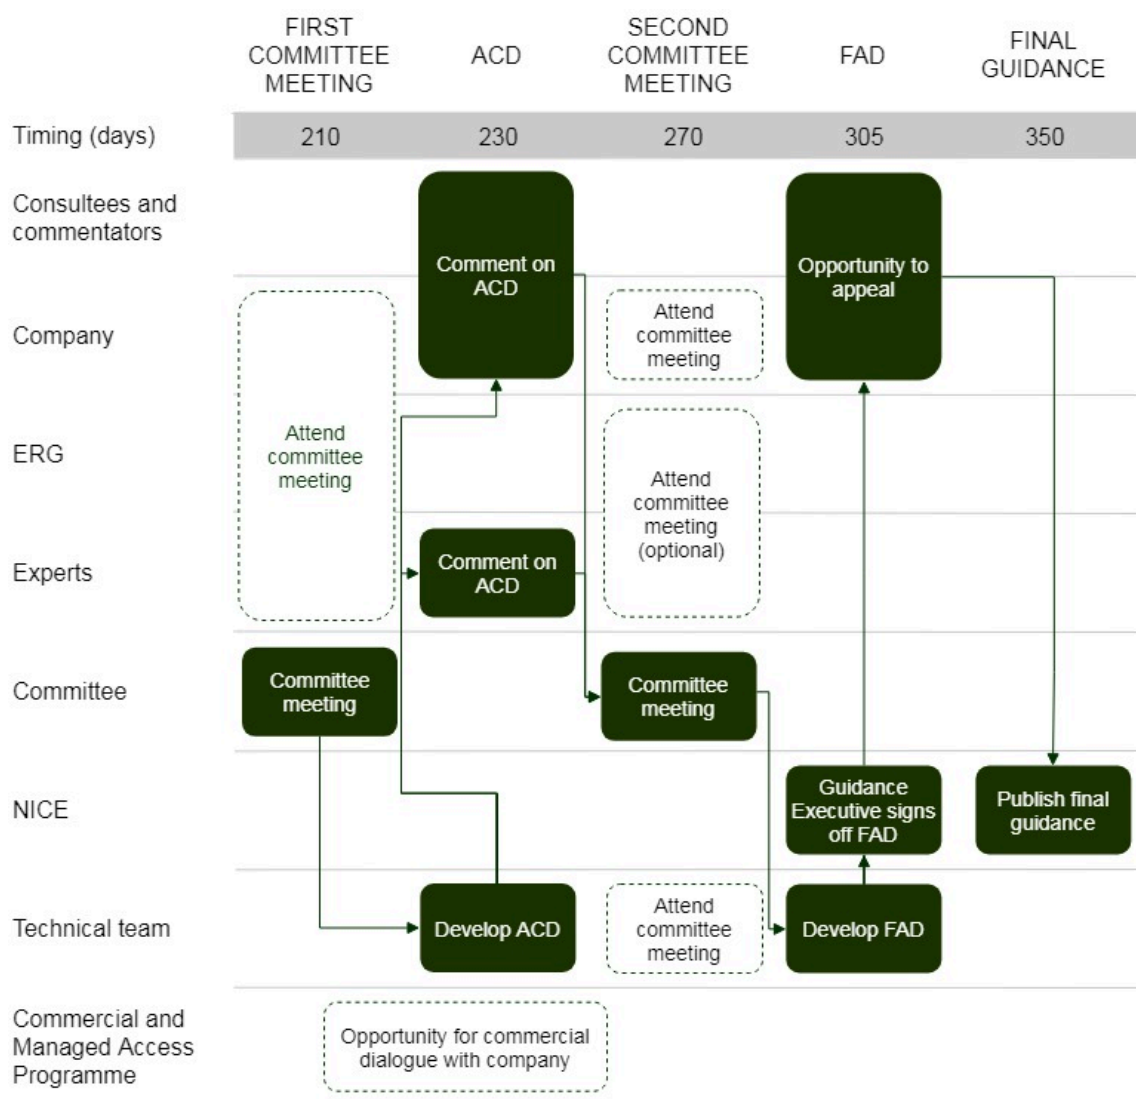 FIRST
COMMITTEE
MEETING
ACD
SECOND
COMMITTEE
MEETING
FAD
FINAL
GUIDANCE
Timing (days)
210
230
270
305
350
Consultees and
commentators
Comment on
ACD
Opportunity to
appeal
Company
Attend
committee
meeting
ERG
Attend
committee
meeting
Attend
committee
meeting
(optional)
Experts
Comment on
ACD
Committee
Committee
meeting
Committee
meeting
NICE
Guidance
Executive signs
off FAD
Publish final
guidance
Technical team
Develop ACD
Attend
committee
meeting
Develop FAD
Commercial and
Managed Access
Programme
Opportunity for commercial
dialogue with company